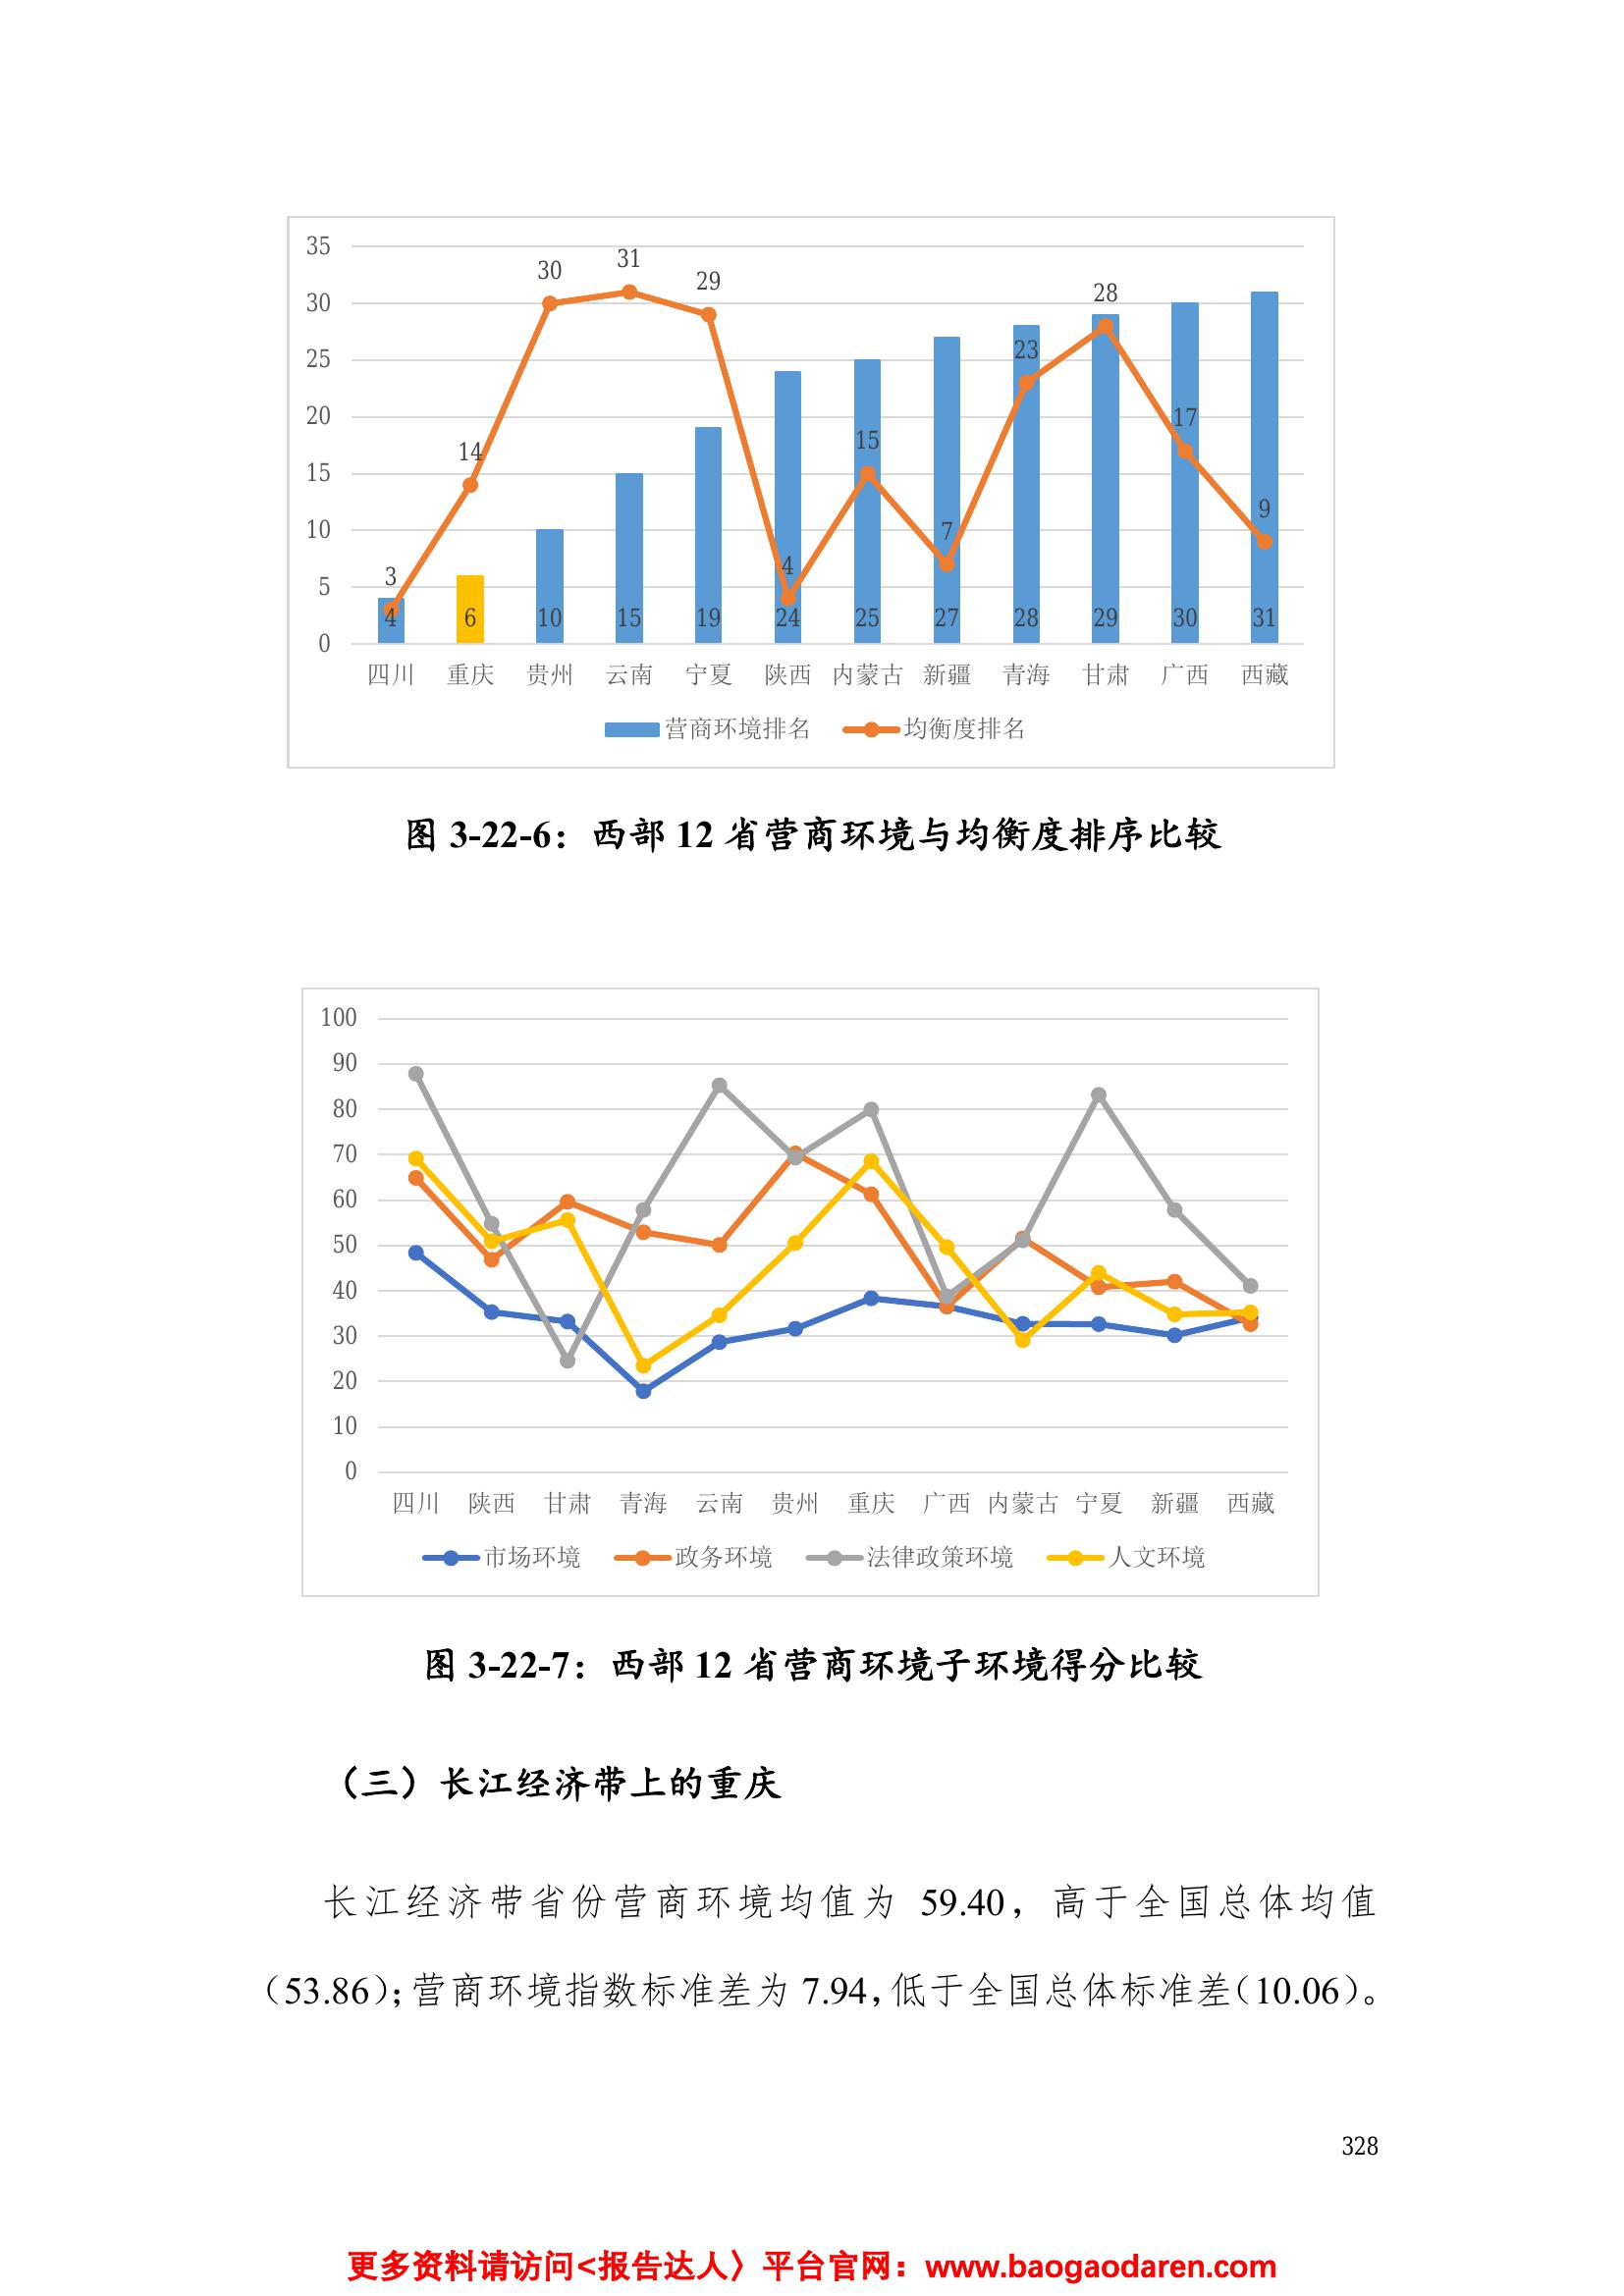 35
30
25
20
15
10
5
0
3 14 30 31 29 4 15 7 23 28 17 9
4 6 10 15 19 24 25 27 28 29 30 31
四川 重庆 贵州 云南 宁夏 陕西 内蒙古 新疆 青海 甘肃 广西 西藏
营商环境排名 均衡度排名
图 3-22-6：西部 12 省营商环境与均衡度排序比较
100
90
80
70
60
50
40
30
20
10
0
四川 陕西 甘肃 青海 云南 贵州 重庆 广西 内蒙古 宁夏 新疆 西藏
市场环境 政务环境 法律政策环境 人文环境
图 3-22-7：西部 12 省营商环境子环境得分比较
（三）长江经济带上的重庆
长江经济带省份营商环境均值为 59.40，高于全国总体均值
（53.86）；营商环境指数标准差为 7.94，低于全国总体标准差（10.06）。
328
更多资料请访问<报告达人〉平台官网：www.baogaodaren.com